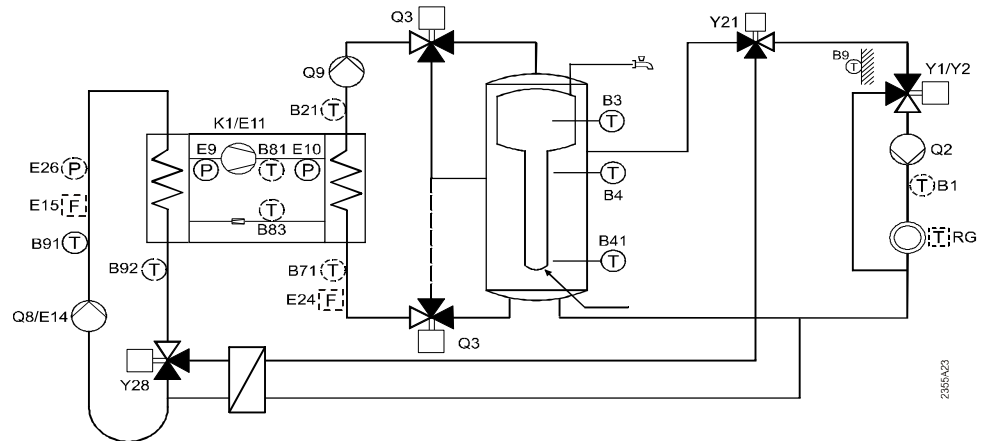 Q3
Y21
Q9
B9
T
Y1/Y2
B21
T
K1/E11
B3
T
E9
B81
E10
P
T
P
Q2
E26
P
T
B4
T
B1
E15
F
T
B83
B91
T
B41
T
T
RG
B92
T
B71
T
E24
F
Q8/E14
Q3
Y28
2355A23